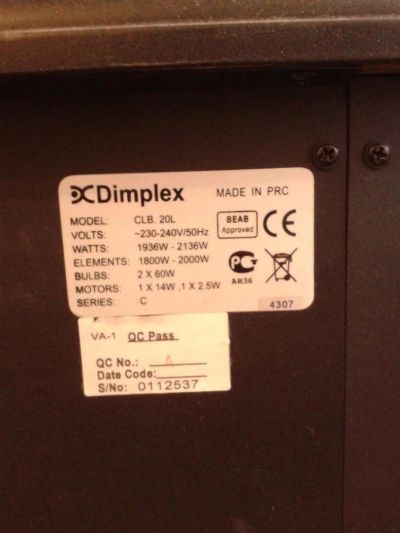 Dimplex MADE IN PRC
MODEL: CLB. 20L
VOLTS: ~230-240V/50Hz
WATTS: 1936W - 2136W
ELEMENTS: 1800W - 2000W
BULBS: 2 X 60W
MOTORS: 1 X 14W ,1 X 2.5W
SERIES: C
BEAB
Approved
CE
АЯ36
4307
VA-1 QC Pass
QC No.: A
Date Code:
S/No: 0112537